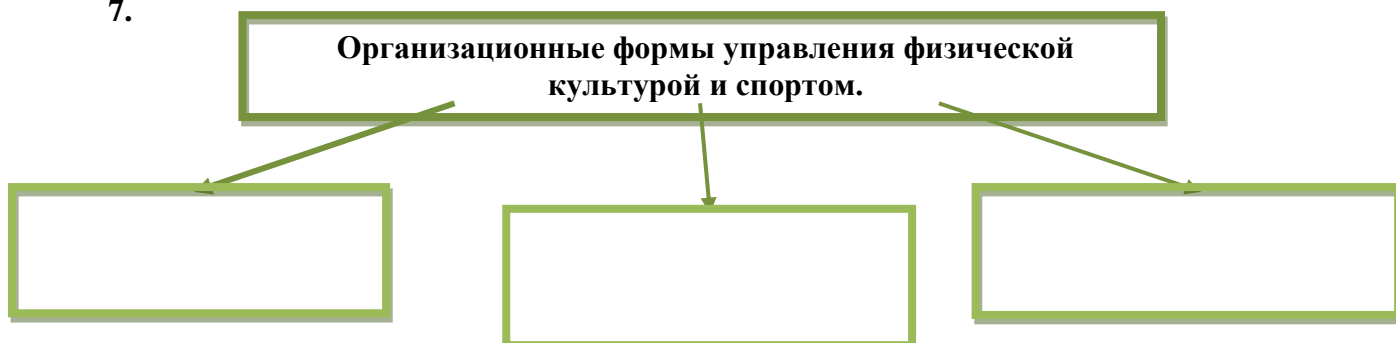 7.
Организационные формы управления физической
культурой и спортом.